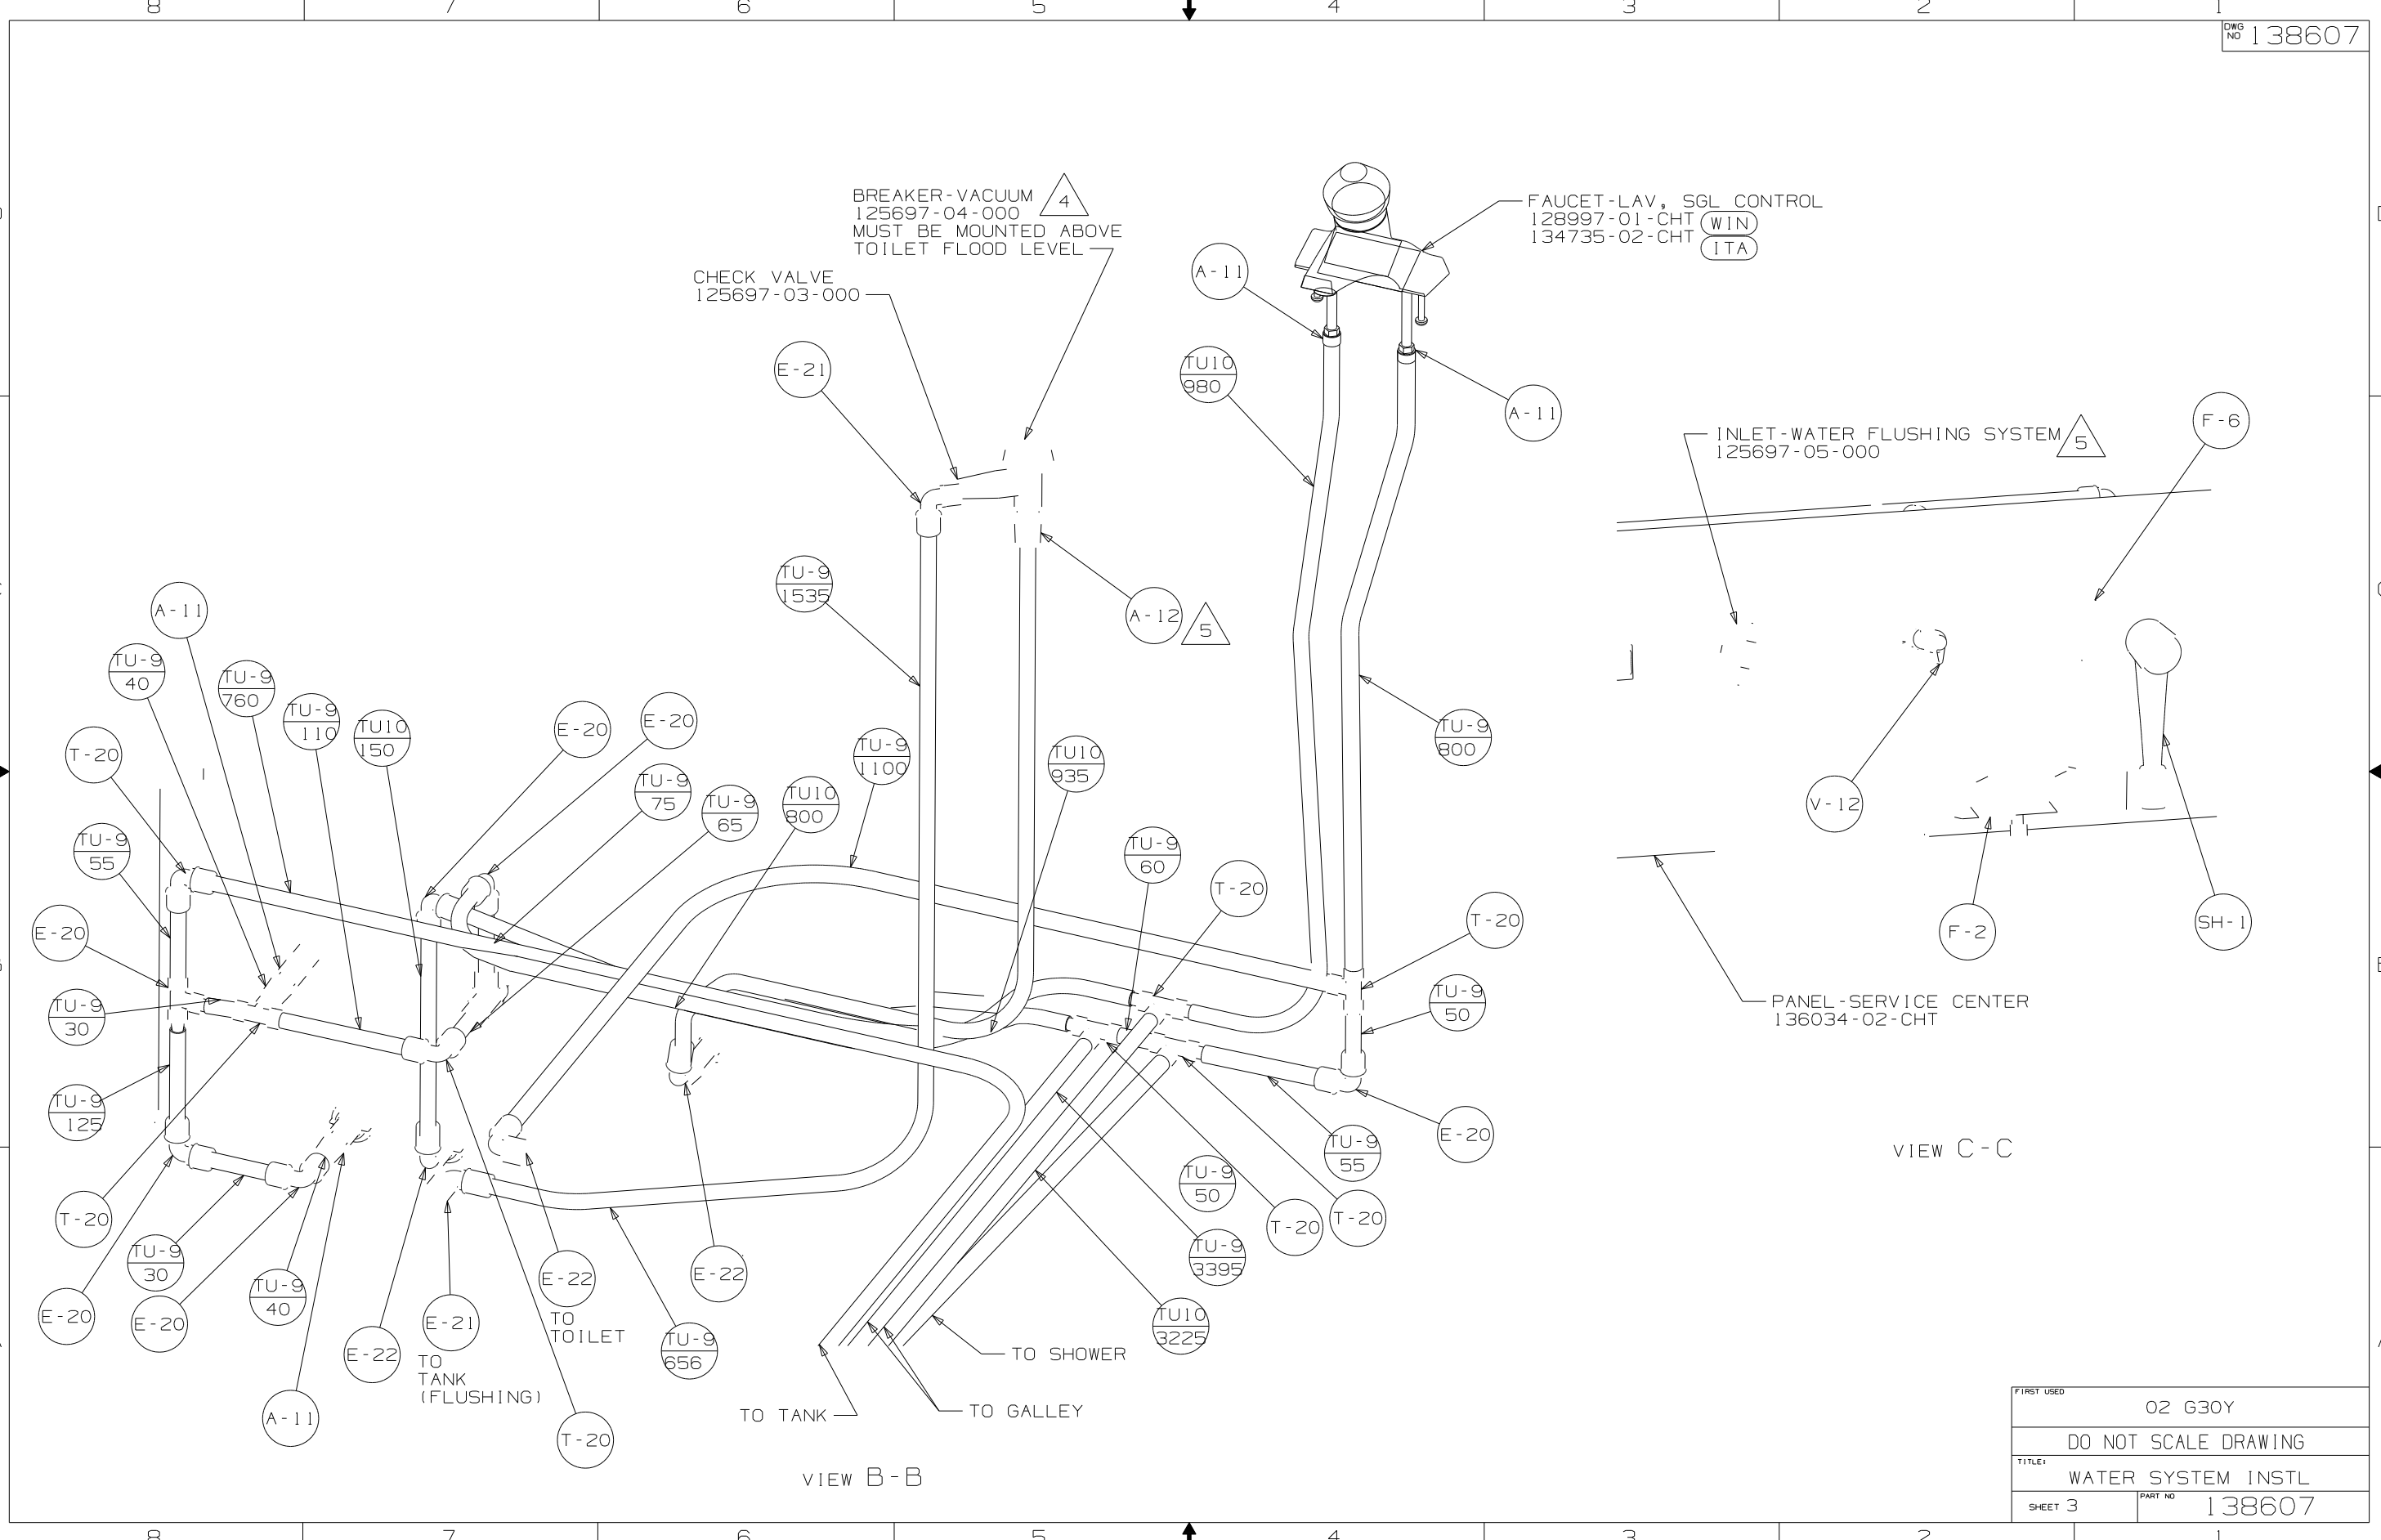 8 7 6 5 4 3 2 1
DWG NO 138607
BREAKER-VACUUM 4
125697-04-000
MUST BE MOUNTED ABOVE
TOILET FLOOD LEVEL
CHECK VALVE
125697-03-000
FAUCET-LAV, SGL CONTROL
128997-01-CHT WIN
134735-02-CHT ITA
A-11
E-21
TU10
980
A-11
INLET-WATER FLUSHING SYSTEM 5
125697-05-000
F-6
TU-9
1535
A-11
A-12 5
TU-9
40
TU-9
760
TU-9
110
TU10
150
E-20
E-20
T-20
TU-9
1100
TU10
935
TU-9
800
TU-9
75
TU-9
65
TU10
800
V-12
TU-9
55
TU-9
60
T-20
T-20
E-20
F-2
SH-1
TU-9
30
TU-9
50
PANEL-SERVICE CENTER
136034-02-CHT
TU-9
125
E-20
TU-9
55
VIEW C-C
TU-9
50
T-20
T-20
T-20
TU-9
30
TU-9
40
E-20
E-20
E-22
TO
TOILET
E-22
TU-9
3395
E-21
TO
TANK
(FLUSHING)
E-22
TU-9
656
TU10
3225
TO SHOWER
A-11
T-20
TO TANK
TO GALLEY
VIEW B-B
FIRST USED
02 G30Y
DO NOT SCALE DRAWING
TITLE:
WATER SYSTEM INSTL
SHEET 3 PART NO 138607
8 7 6 5 4 3 2 1